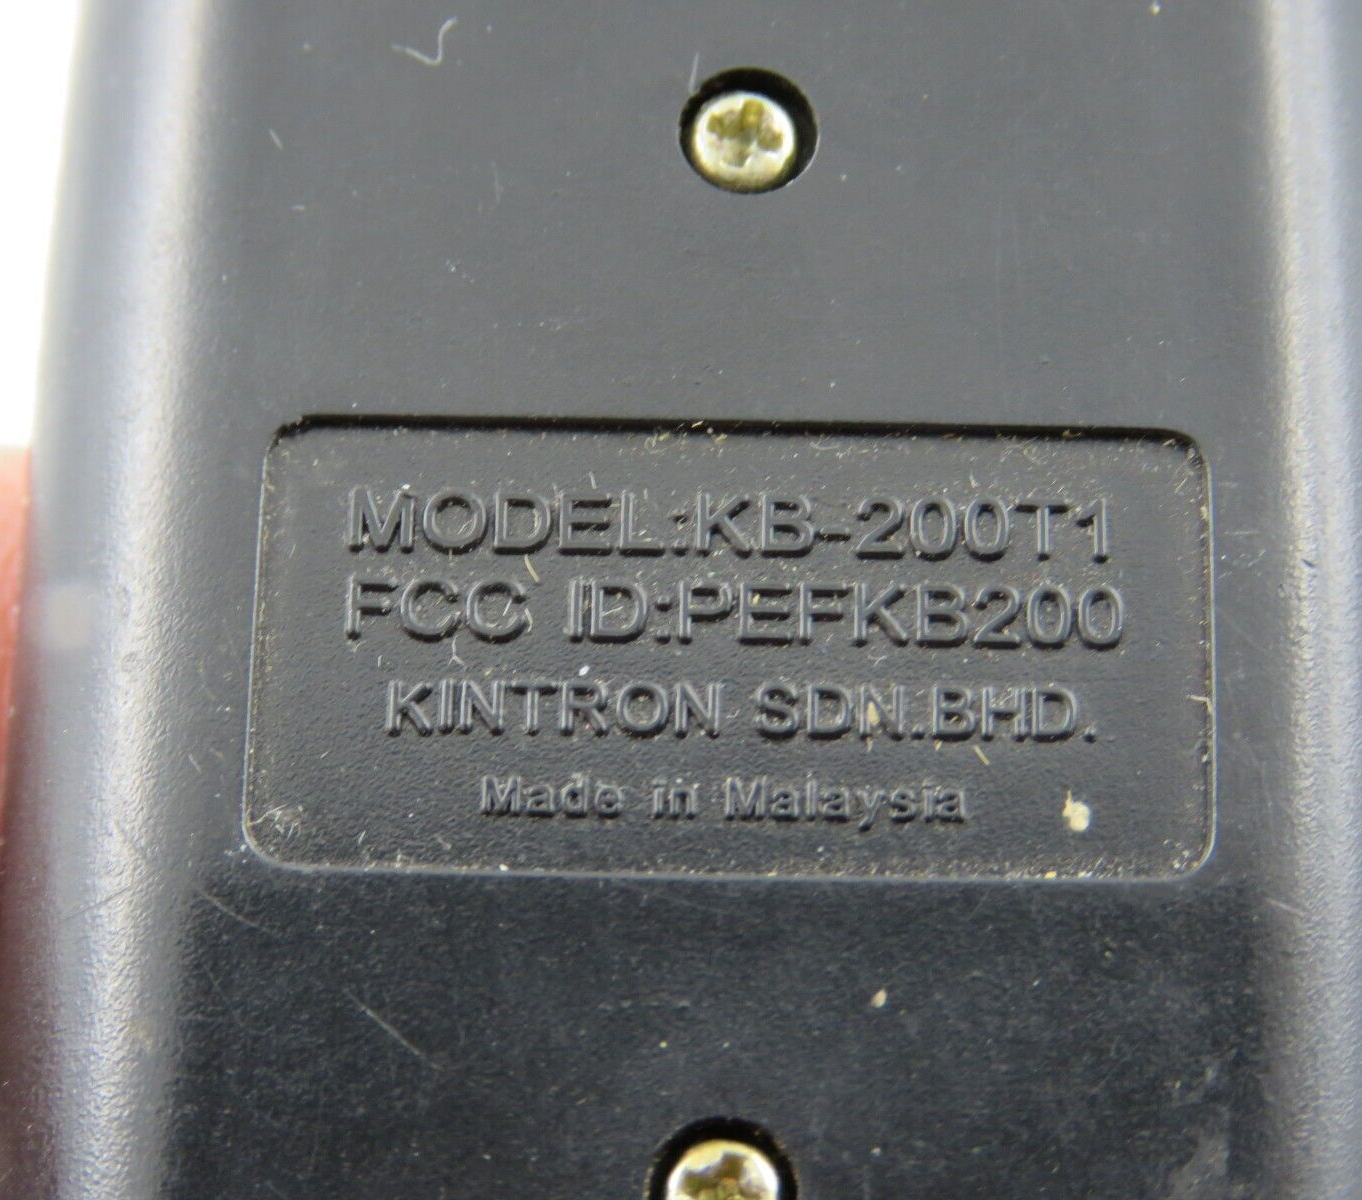 MODEL:KB-200T1
FCC ID:PEFKB200
KINTRON SDN.BHD.
Made in Malaysia